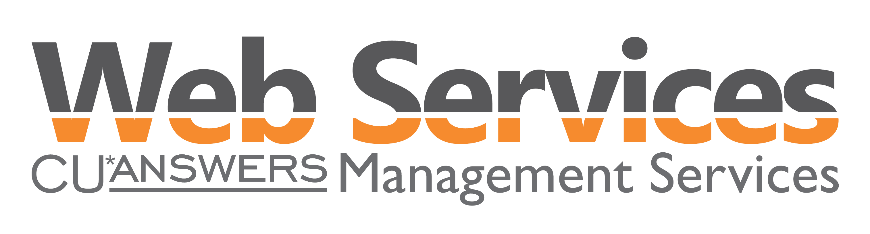 Web Services
CU*ANSWERS Management Services